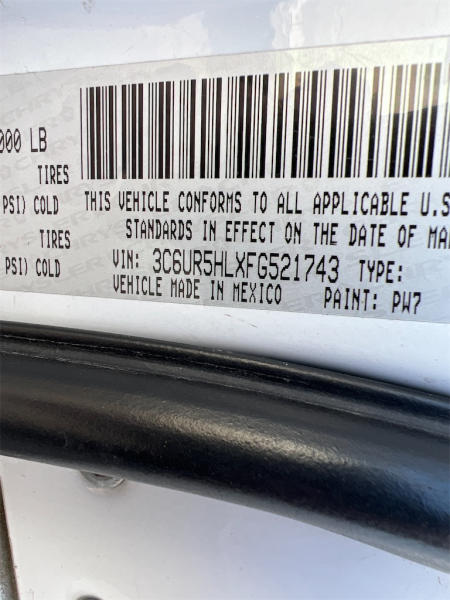 000 LB
TIRES
PSI) COLD THIS VEHICLE CONFORMS TO ALL APPLICABLE U.S
TIRES STANDARDS IN EFFECT ON THE DATE OF MA
PSI) COLD VIN: 3C6UR5HLXFG521743 TYPE:
VEHICLE MADE IN MEXICO PAINT: PW7